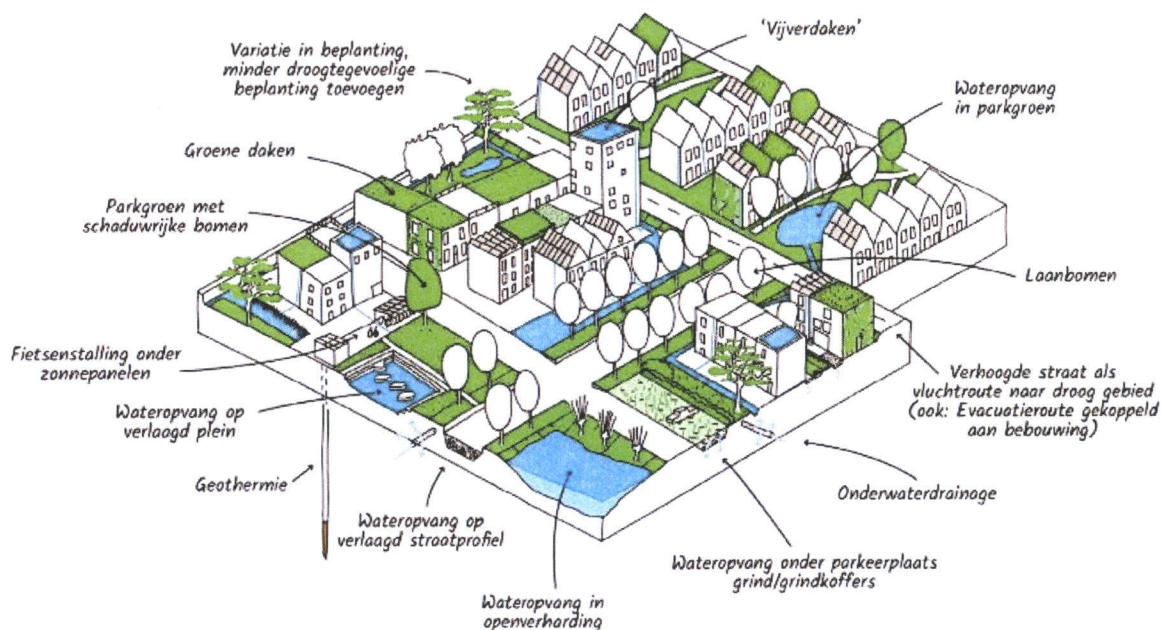 'Vijverdaken'
Variatie in beplanting,
minder droogtegevoelige
beplanting toevoegen
Wateropvang
in parkgroen
Groene daken
Parkgroen met
schaduwrijke bomen
Laanbomen
Fietsenstalling onder
zonnepanelen
Verhoogde straat als
vluchtroute naar droog gebied
(ook: Evacuatieroute gekoppeld
aan bebouwing)
Wateropvang op
verlaagd plein
Geothermie
Onderwaterdrainage
Wateropvang op
verlaagd straatprofiel
Wateropvang onder parkeerplaats
grind/grindkoffers
Wateropvang in
openverharding